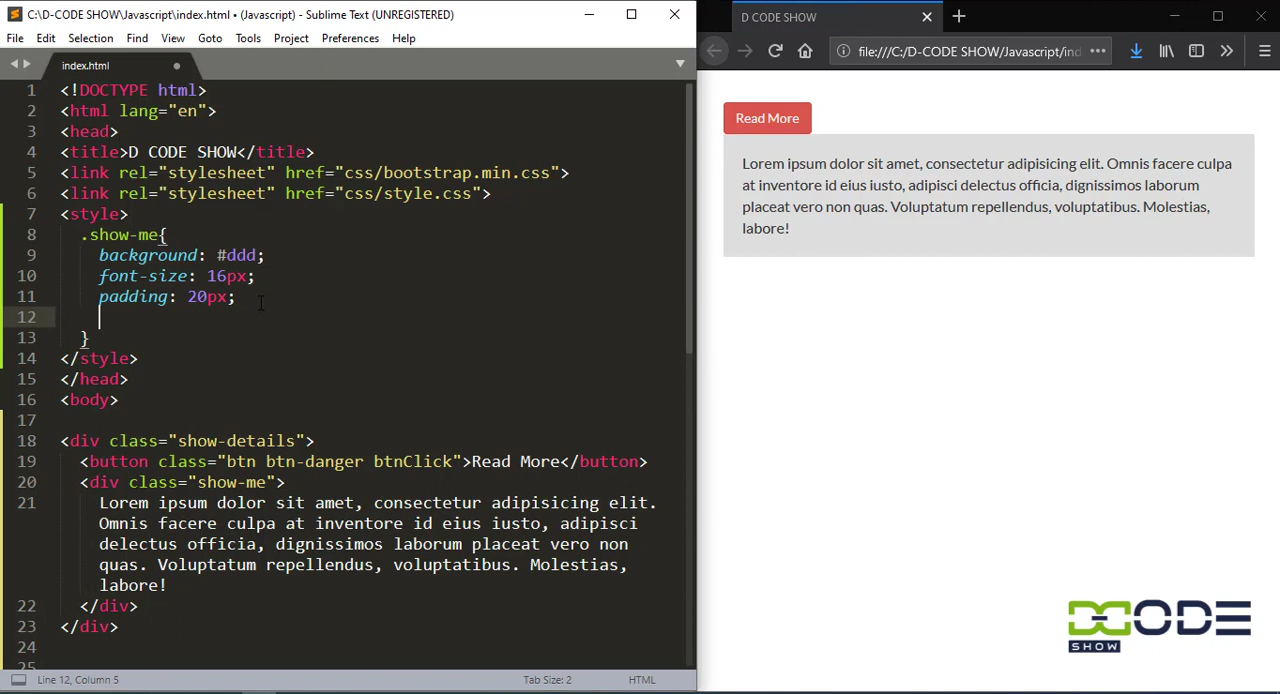 C:\D-CODE SHOW\Javascript\index.html • (Javascript) - Sublime Text (UNREGISTERED)
File Edit Selection Find View Goto Tools Project Preferences Help
index.html
1 <!DOCTYPE html>
2 <html lang="en">
3 <head>
4 <title>D CODE SHOW</title>
5 <link rel="stylesheet" href="css/bootstrap.min.css">
6 <link rel="stylesheet" href="css/style.css">
7 <style>
8 .show-me{
9 background: #ddd;
10 font-size: 16px;
11 padding: 20px;
12
13 }
14 </style>
15 </head>
16 <body>
17
18 <div class="show-details">
19 <button class="btn btn-danger btnClick">Read More</button>
20 <div class="show-me">
21 Lorem ipsum dolor sit amet, consectetur adipisicing elit.
Omnis facere culpa at inventore id eius iusto, adipisci
delectus officia, dignissimos laborum placeat vero non
quas. Voluptatum repellendus, voluptatibus. Molestias,
labore!
22 </div>
23 </div>
24
25
Line 12, Column 5 Tab Size: 2 HTML
D CODE SHOW
file:///C:/D-CODE SHOW/Javascript/ind
Read More
Lorem ipsum dolor sit amet, consectetur adipisicing elit. Omnis facere culpa
at inventore id eius iusto, adipisci delectus officia, dignissimos laborum
placeat vero non quas. Voluptatum repellendus, voluptatibus. Molestias,
labore!
DCODE
SHOW